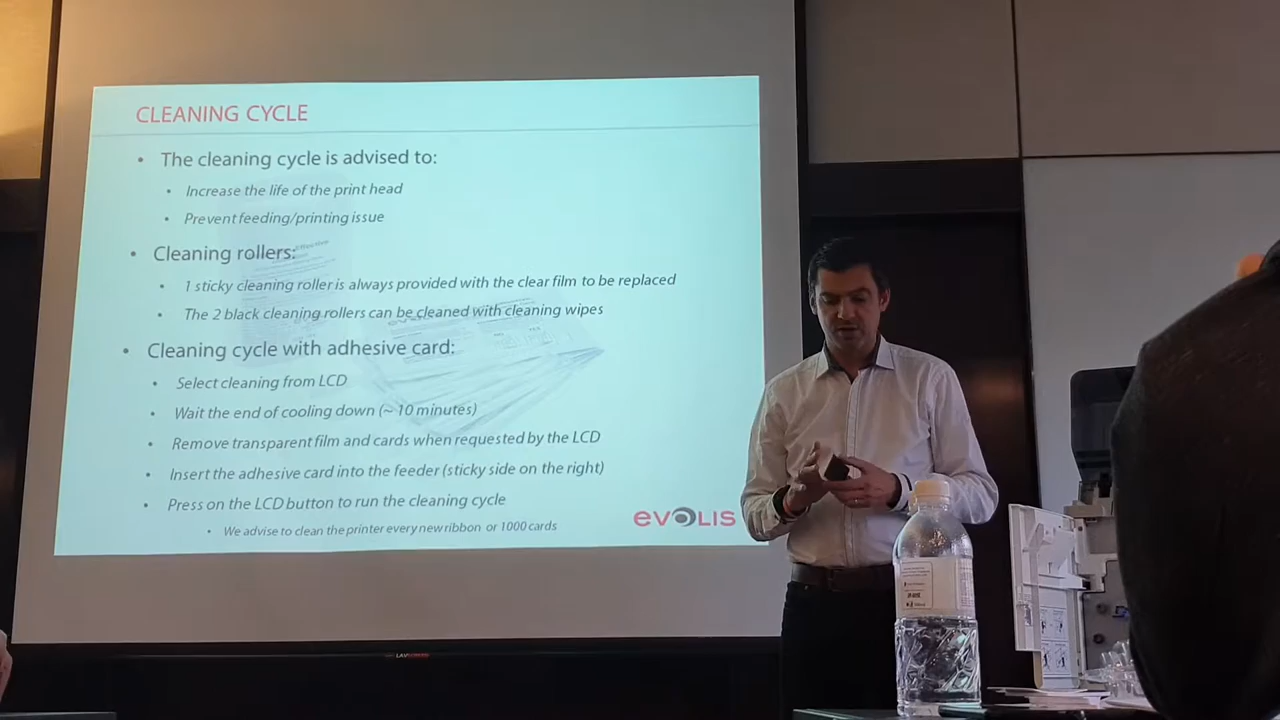 CLEANING CYCLE
• The cleaning cycle is advised to:
• Increase the life of the print head
• Prevent feeding/printing issue
• Cleaning rollers:
• 1 sticky cleaning roller is always provided with the clear film to be replaced
• The 2 black cleaning rollers can be cleaned with cleaning wipes
• Cleaning cycle with adhesive card:
• Select cleaning from LCD
• Wait the end of cooling down (~ 10 minutes)
• Remove transparent film and cards when requested by the LCD
• Insert the adhesive card into the feeder (sticky side on the right)
• Press on the LCD button to run the cleaning cycle
• We advise to clean the printer every new ribbon or 1000 cards
evolis